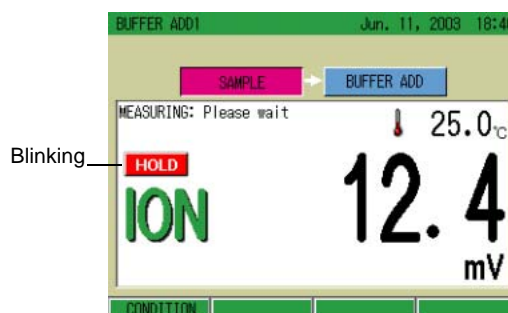 BUFFER ADD1 Jun. 11, 2003 18:4
SAMPLE BUFFER ADD
MEASURING: Please wait
25.0℃
Blinking
HOLD
ION
12.4
mV
CONDITION